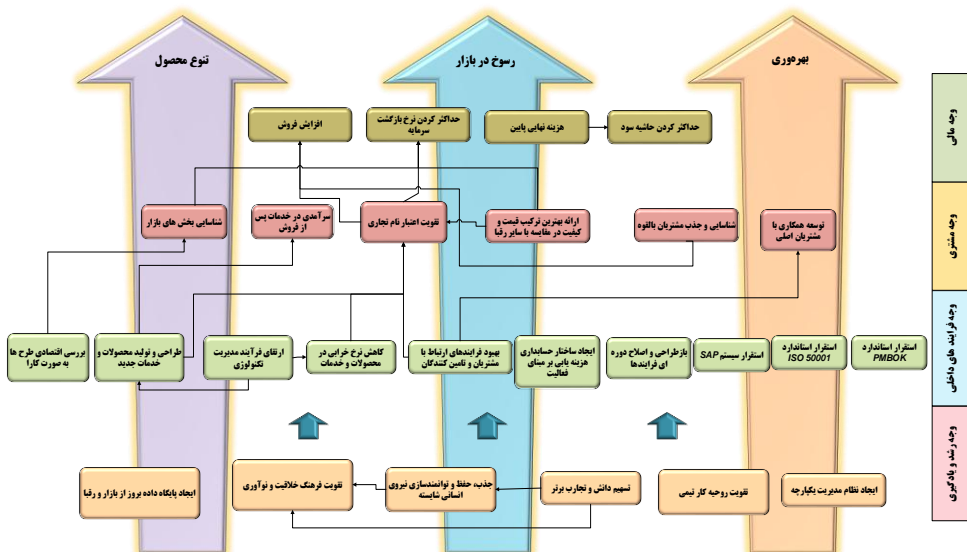 بهره‌وری
رسوخ در بازار
تنوع محصول
وجه مالی
حداکثر کردن حاشیه سود
هزینه نهایی پایین
حداکثر کردن نرخ بازگشت
سرمایه
افزایش فروش
وجه مشتری
توسعه همکاری با
مشتریان اصلی
شناسایی و جذب مشتریان بالقوه
ارائه بهترین ترکیب قیمت و
کیفیت در مقایسه با سایر رقبا
تقویت اعتبار نام تجاری
سرآمدی در خدمات پس
از فروش
شناسایی بخش های بازار
وجه فرایند های داخلی
استقرار استاندارد
PMBOK
استقرار استاندارد
ISO 50001
استقرار سیستم SAP
بازطراحی و اصلاح دوره
ای فرایندها
ایجاد ساختار حسابداری
هزینه یابی بر مبنای
فعالیت
بهبود فرایندهای ارتباط با
مشتریان و تامین کنندگان
کاهش نرخ خرابی در
محصولات و خدمات
ارتقای فرآیند مدیریت
تکنولوژی
طراحی و تولید محصولات و
خدمات جدید
بررسی اقتصادی طرح ها
به صورت کارا
وجه رشد و یادگیری
ایجاد نظام مدیریت یکپارچه
تقویت روحیه کار تیمی
تسهیم دانش و تجارب برتر
جذب، حفظ و توانمندسازی نیروی
انسانی شایسته
تقویت فرهنگ خلاقیت و نوآوری
ایجاد پایگاه داده بروز از بازار و رقبا